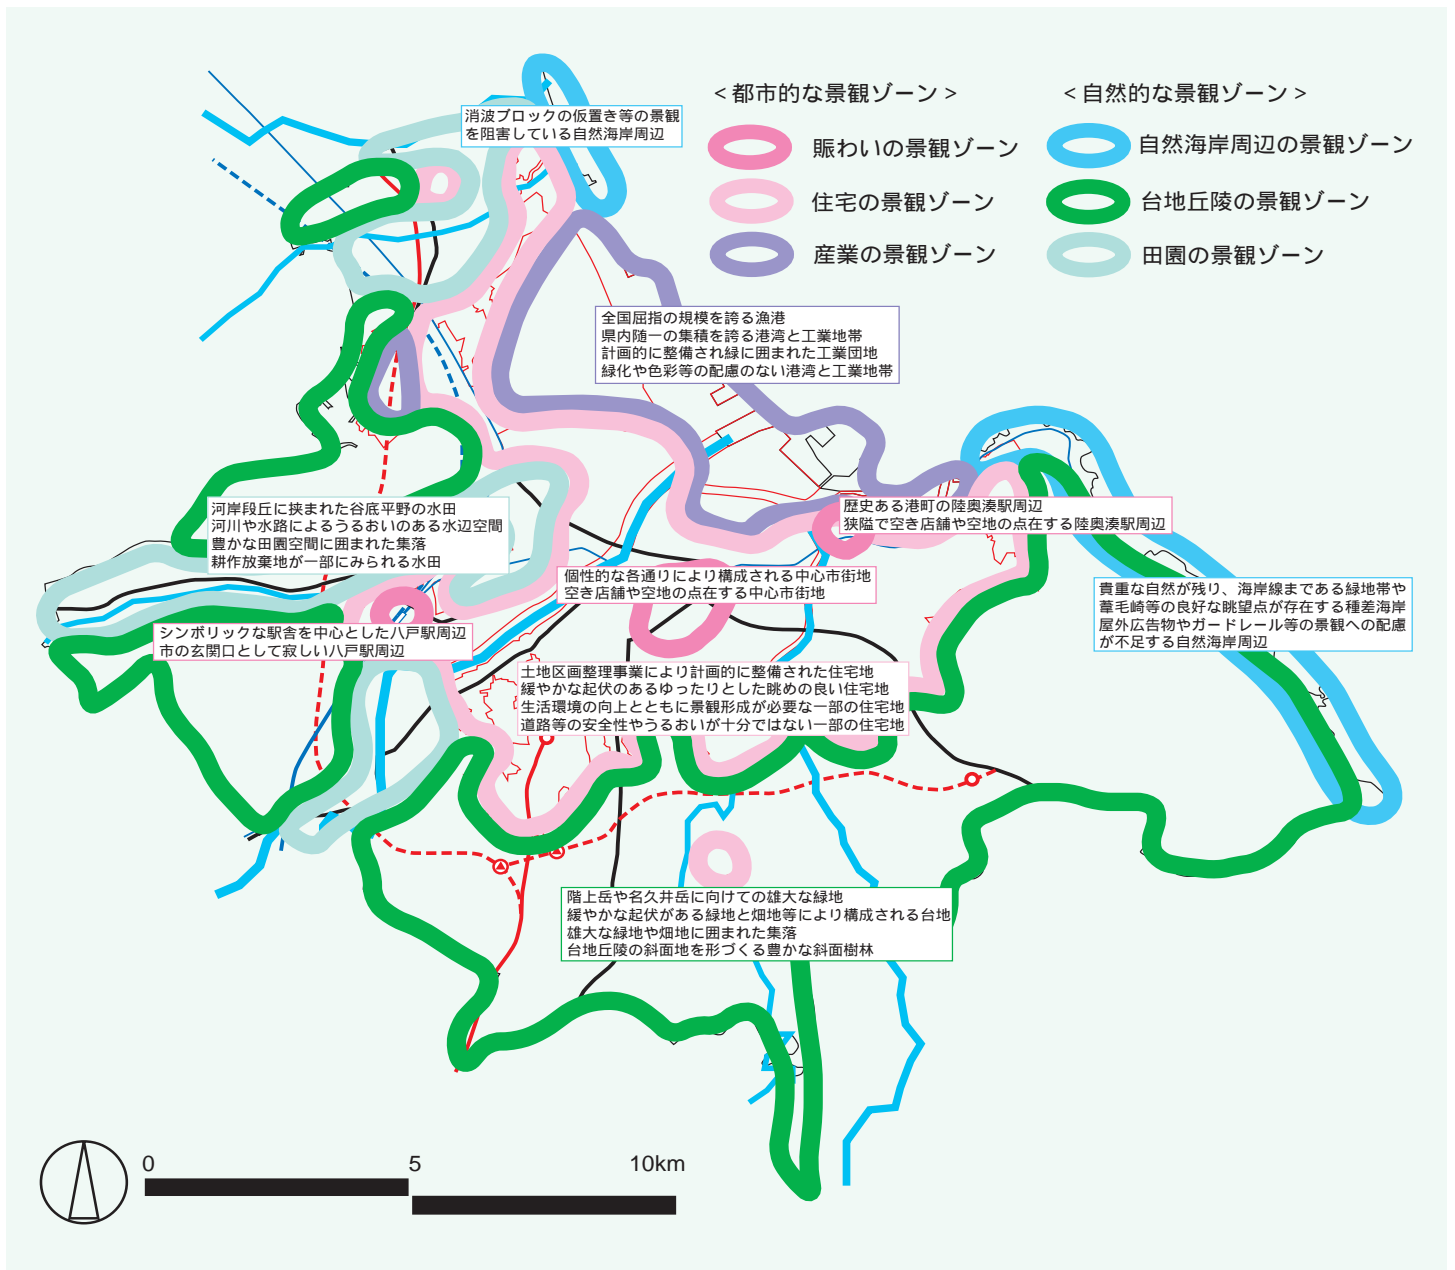 ＜都市的な景観ゾーン＞
賑わいの景観ゾーン
住宅の景観ゾーン
産業の景観ゾーン
＜自然的な景観ゾーン＞
自然海岸周辺の景観ゾーン
台地丘陵の景観ゾーン
田園の景観ゾーン
消波ブロックの仮置き等の景観
を阻害している自然海岸周辺
全国屈指の規模を誇る漁港
県内随一の集積を誇る港湾と工業地帯
計画的に整備され緑に囲まれた工業団地
緑化や色彩等の配慮のない港湾と工業地帯
河岸段丘に挟まれた谷底平野の水田
河川や水路によるうるおいのある水辺空間
豊かな田園空間に囲まれた集落
耕作放棄地が一部にみられる水田
歴史ある港町の陸奥湊駅周辺
狭隘で空き店舗や空地の点在する陸奥湊駅周辺
個性的な各通りにより構成される中心市街地
空き店舗や空地の点在する中心市街地
貴重な自然が残り、海岸線まである緑地帯や
葦毛崎等の良好な眺望点が存在する種差海岸
屋外広告物やガードレール等の景観への配慮
が不足する自然海岸周辺
シンボリックな駅舎を中心とした八戸駅周辺
市の玄関口として寂しい八戸駅周辺
土地区画整理事業により計画的に整備された住宅地
緩やかな起伏のあるゆったりとした眺めの良い住宅地
生活環境の向上とともに景観形成が必要な一部の住宅地
道路等の安全性やうるおいが十分ではない一部の住宅地
階上岳や名久井岳に向けての雄大な緑地
緩やかな起伏がある緑地と畑地等により構成される台地
雄大な緑地や畑地に囲まれた集落
台地丘陵の斜面地を形づくる豊かな斜面樹林
0 5 10km